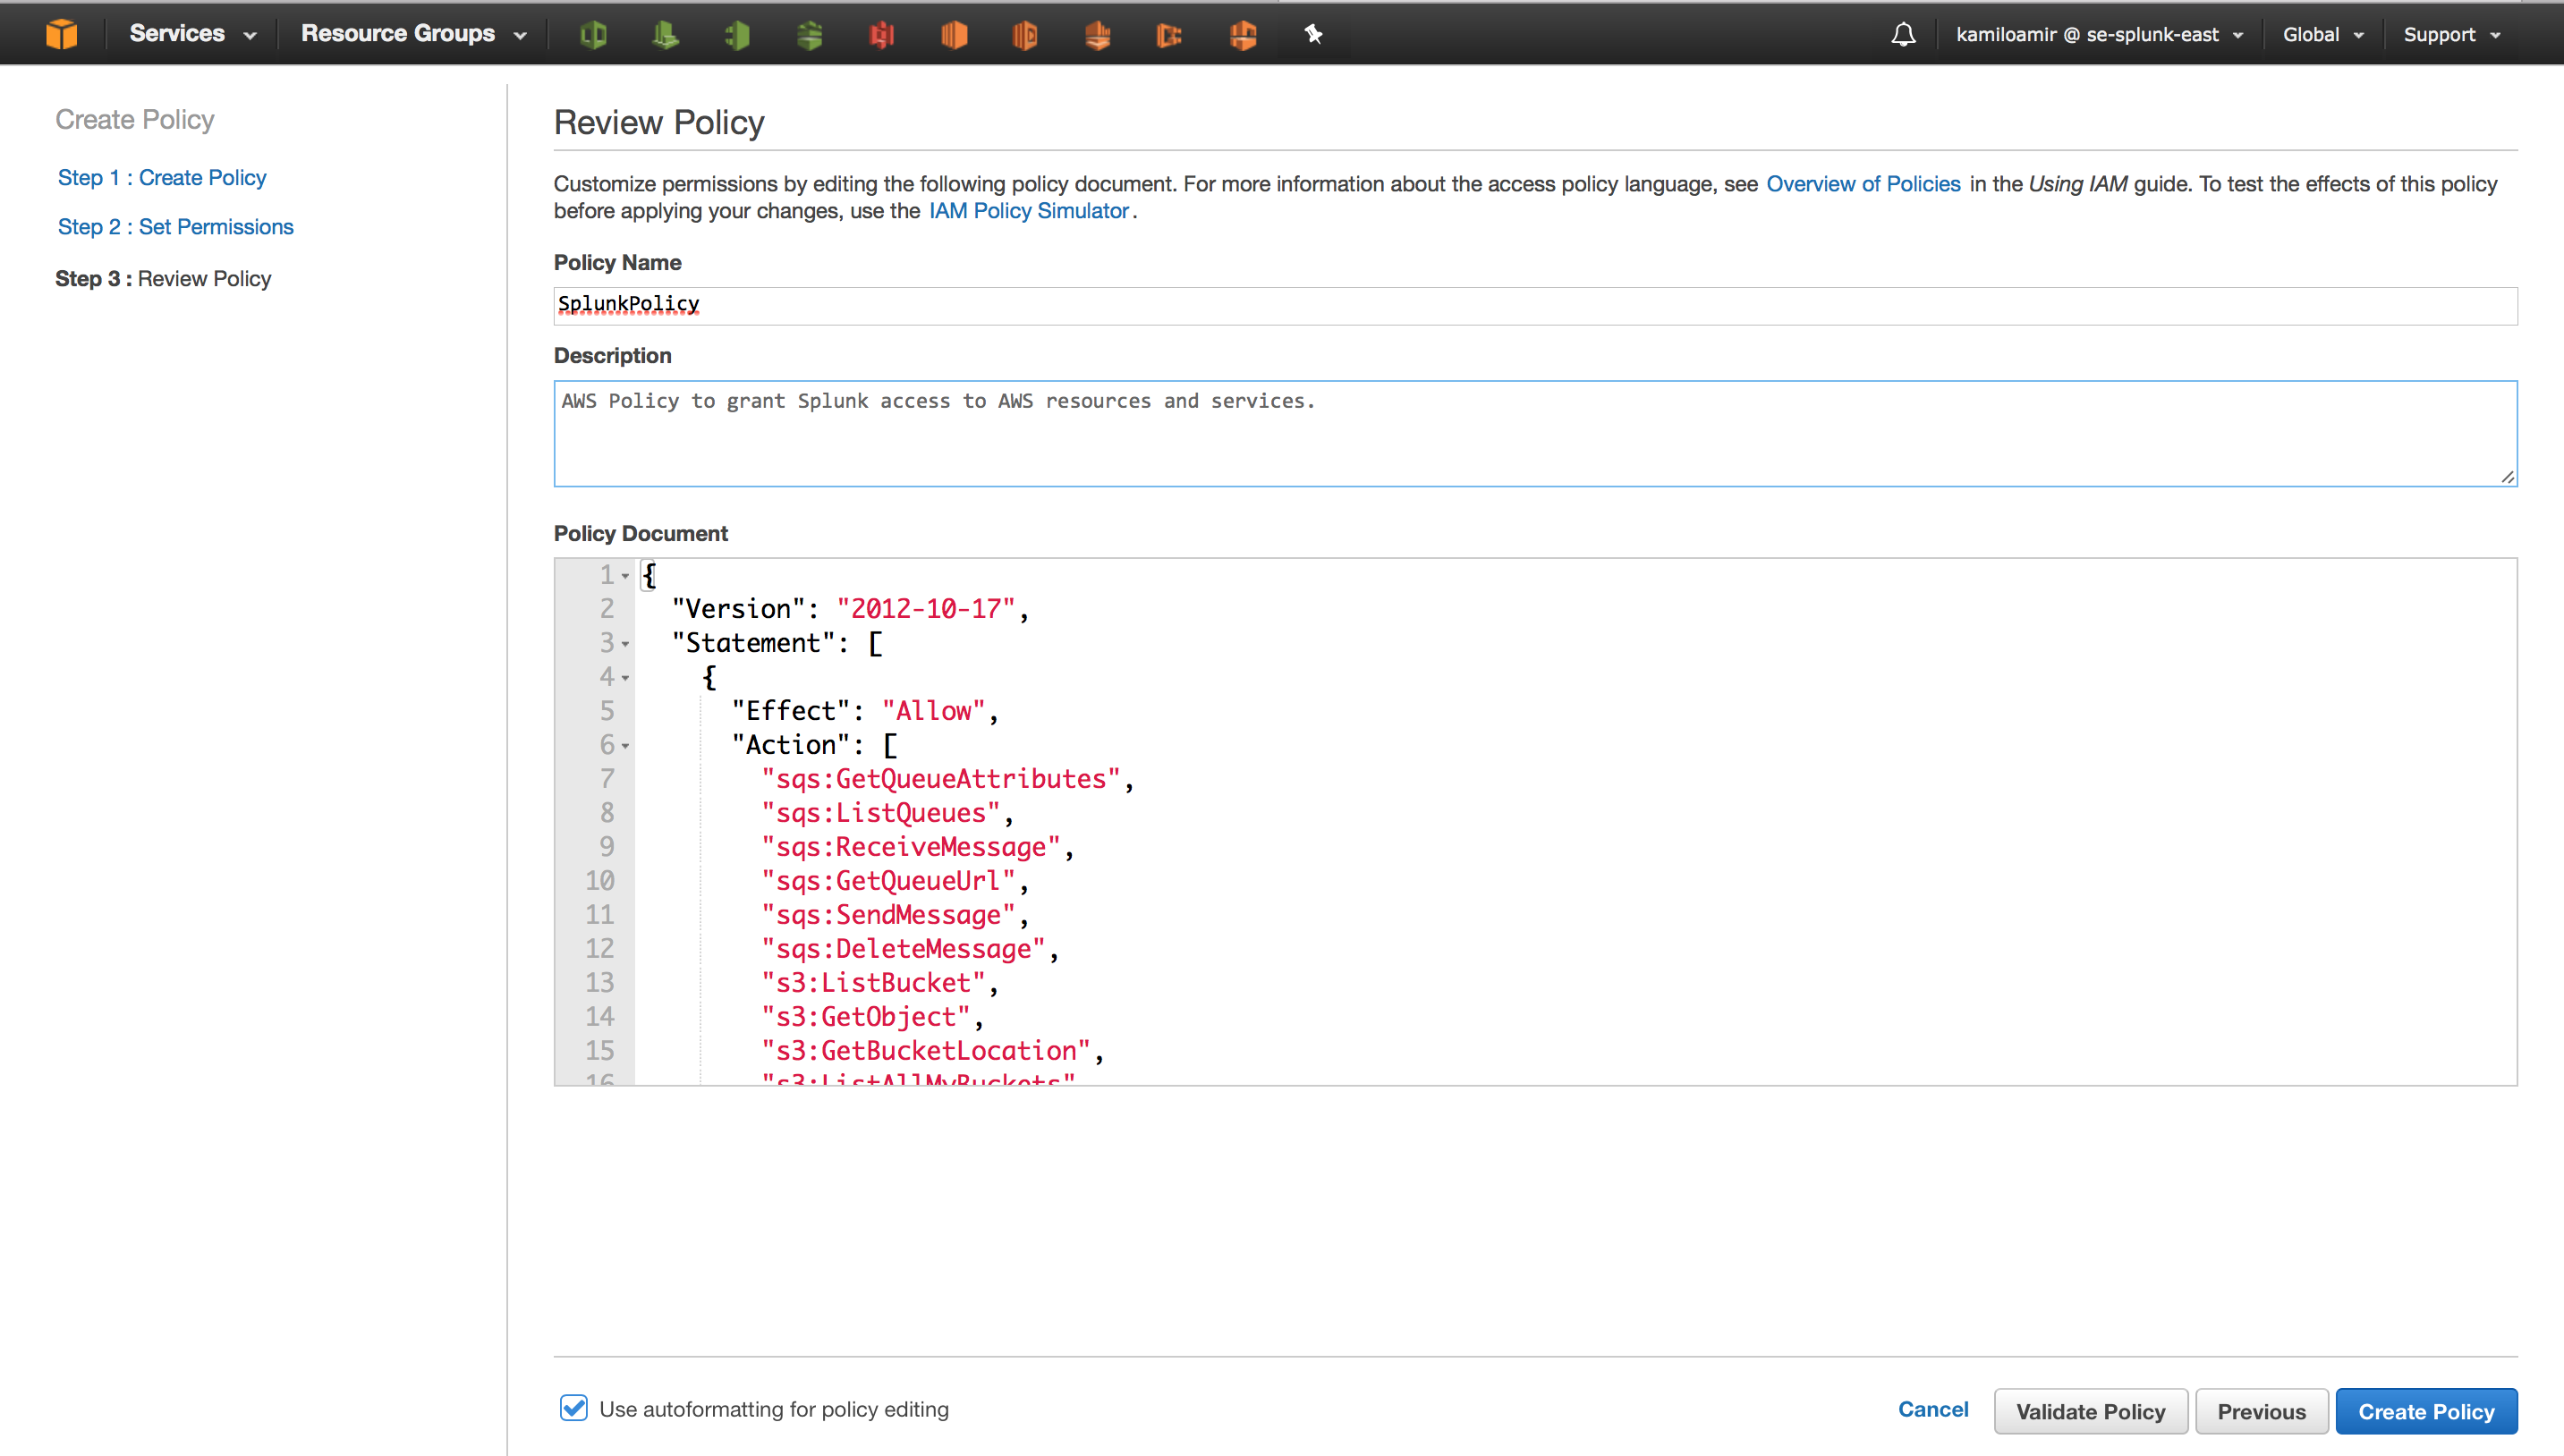 Services
Resource Groups
kamiloamir @ se-splunk-east
Global
Support
Create Policy
Step 1 : Create Policy
Step 2 : Set Permissions
Step 3 : Review Policy
Review Policy
Customize permissions by editing the following policy document. For more information about the access policy language, see Overview of Policies in the Using IAM guide. To test the effects of this policy
before applying your changes, use the IAM Policy Simulator.
Policy Name
SplunkPolicy
Description
AWS Policy to grant Splunk access to AWS resources and services.
Policy Document
1 {
2 "Version": "2012-10-17",
3 "Statement": [
4 {
5 "Effect": "Allow",
6 "Action": [
7 "sqs:GetQueueAttributes",
8 "sqs:ListQueues",
9 "sqs:ReceiveMessage",
10 "sqs:GetQueueUrl",
11 "sqs:SendMessage",
12 "sqs:DeleteMessage",
13 "s3:ListBucket",
14 "s3:GetObject",
15 "s3:GetBucketLocation",
16 "s3:ListAllMyBuckets"
Use autoformatting for policy editing
Cancel
Validate Policy
Previous
Create Policy